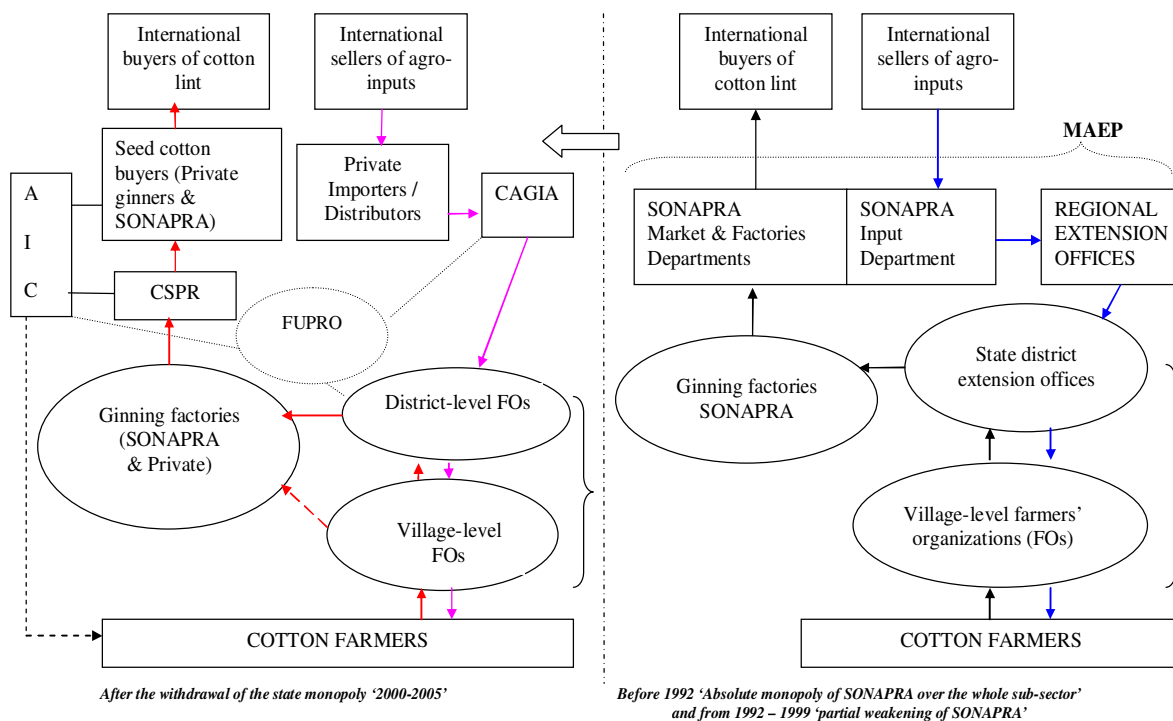 International
buyers of cotton
lint
International
sellers of agro-
inputs
Seed cotton
buyers (Private
ginners &
SONAPRA)
Private
Importers /
Distributors
CAGIA
A
I
C
CSPR
FUPRO
Ginning factories
(SONAPRA
& Private)
District-level FOs
Village-level
FOs
COTTON FARMERS
After the withdrawal of the state monopoly '2000-2005'
International
buyers of
cotton lint
International
sellers of agro-
inputs
MAEP
SONAPRA
Market & Factories
Departments
SONAPRA
Input
Department
REGIONAL
EXTENSION
OFFICES
State district
extension offices
Ginning factories
SONAPRA
Village-level farmers'
organizations (FOs)
COTTON FARMERS
Before 1992 'Absolute monopoly of SONAPRA over the whole sub-sector'
and from 1992 – 1999 'partial weakening of SONAPRA'